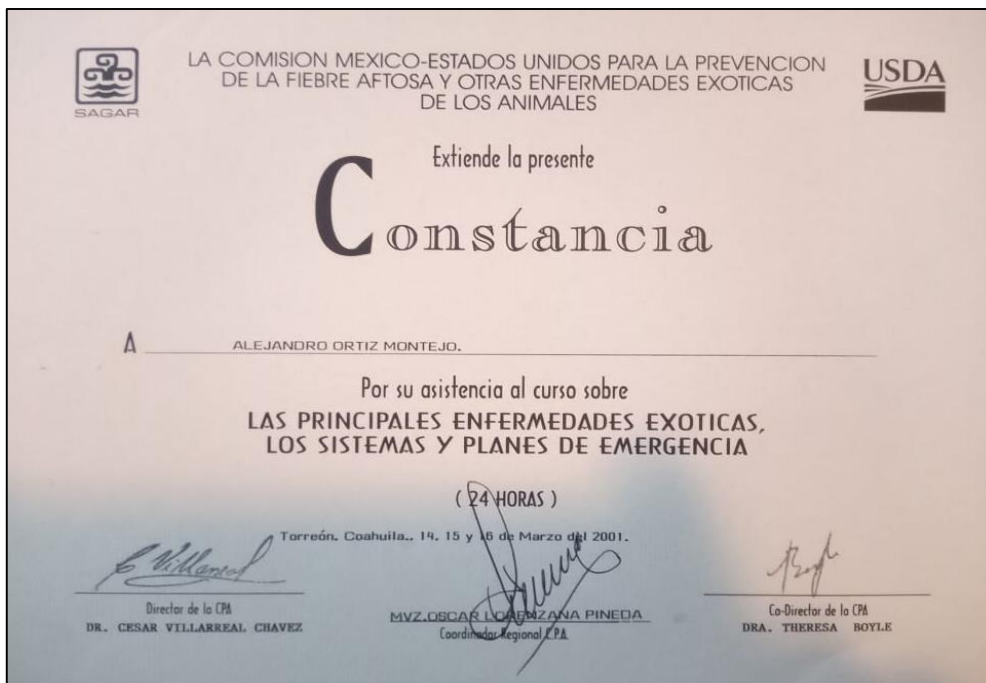 SAGAR
LA COMISION MEXICO-ESTADOS UNIDOS PARA LA PREVENCION
DE LA FIEBRE AFTOSA Y OTRAS ENFERMEDADES EXOTICAS
DE LOS ANIMALES
USDA
Extiende la presente
Constancia
A ALEJANDRO ORTIZ MONTEJO.
Por su asistencia al curso sobre
LAS PRINCIPALES ENFERMEDADES EXOTICAS,
LOS SISTEMAS Y PLANES DE EMERGENCIA
( 24 HORAS )
Torreón, Coahuila., 14, 15 y 16 de Marzo del 2001.
C Villarreal
Director de la CPA
DR. CESAR VILLARREAL CHAVEZ
MVZ.OSCAR LORENZANA PINEDA
Coordinador Regional CPA
Co-Director de la CPA
DRA. THERESA BOYLE